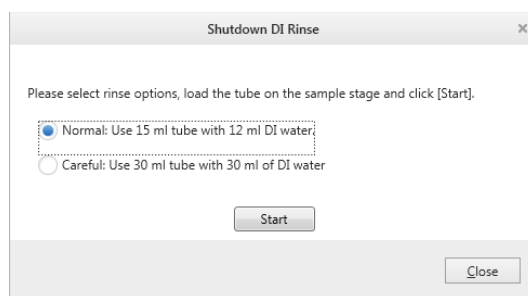 Shutdown DI Rinse
Please select rinse options, load the tube on the sample stage and click [Start].
Normal: Use 15 ml tube with 12 ml DI water.
Careful: Use 30 ml tube with 30 ml of DI water
Start
Close